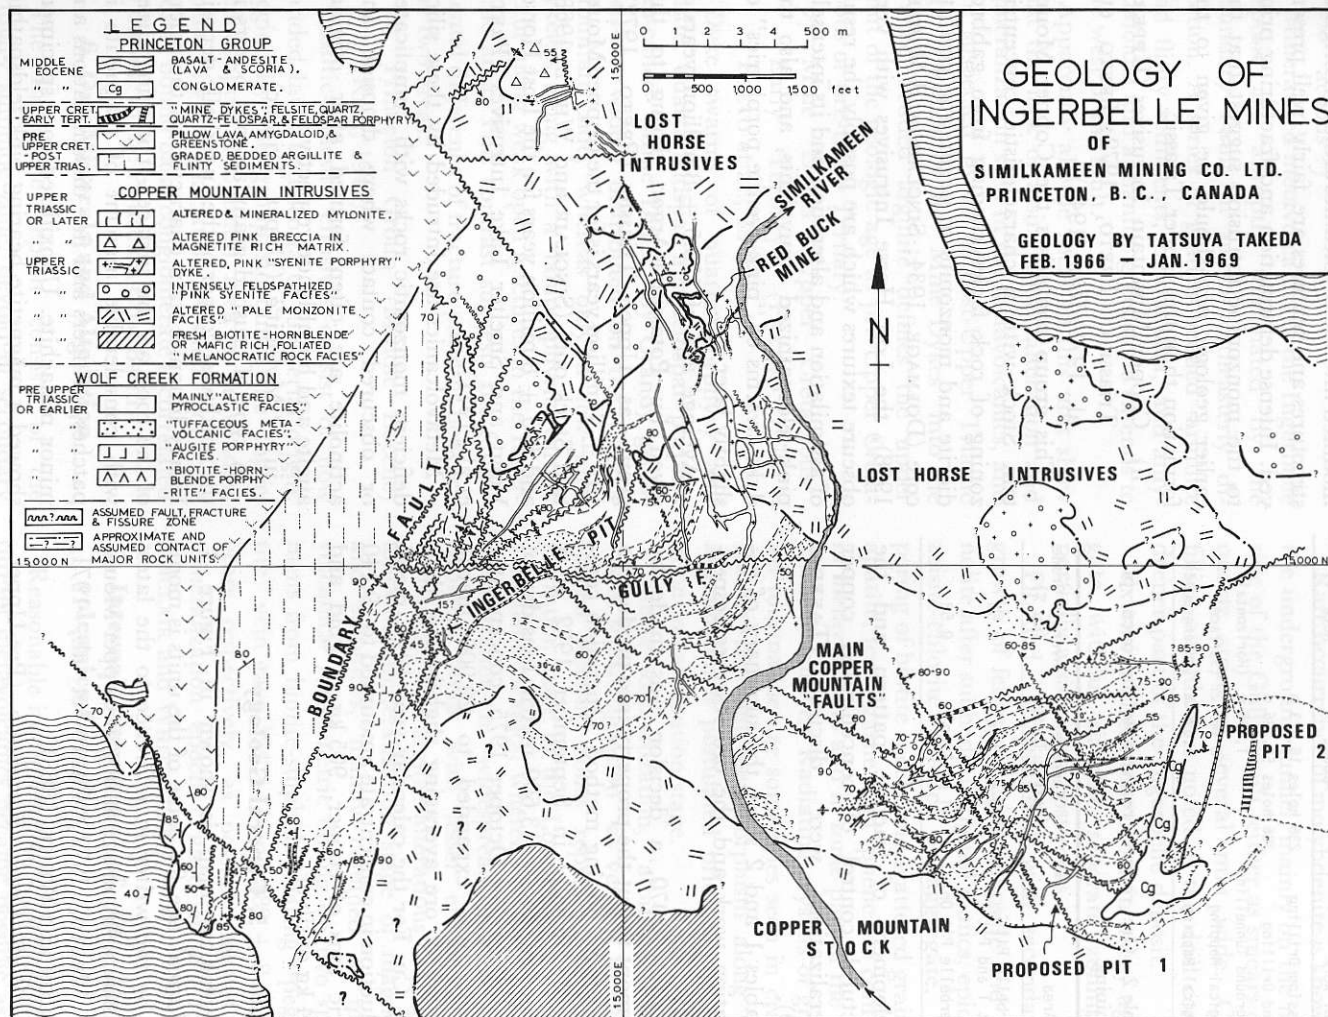 LEGEND
PRINCETON GROUP
MIDDLE EOCENE
BASALT-ANDESITE
(LAVA & SCORIA).
" "
Cg
CONGLOMERATE.
UPPER CRET.
-EARLY TERT.
"MINE DYKES"; FELSITE, QUARTZ,
QUARTZ-FELDSPAR, & FELDSPAR PORPHYRY
PRE
UPPER CRET.
PILLOW LAVA, AMYGDALOID, &
GREENSTONE.
-POST
UPPER TRIAS.
GRADED, BEDDED ARGILLITE &
FLINTY SEDIMENTS.
COPPER MOUNTAIN INTRUSIVES
UPPER
TRIASSIC
OR LATER
ALTERED & MINERALIZED MYLONITE.
" "
ALTERED PINK BRECCIA IN
MAGNETITE RICH MATRIX.
UPPER
TRIASSIC
ALTERED, PINK "SYENITE PORPHYRY"
DYKE.
" "
INTENSELY FELDSPATHIZED
"PINK SYENITE FACIES"
" "
ALTERED "PALE MONZONITE
FACIES"
" "
FRESH BIOTITE-HORNBLENDE
OR MAFIC RICH FOLIATED
"MELANOCRATIC ROCK FACIES"
WOLF CREEK FORMATION
PRE UPPER
TRIASSIC
OR EARLIER
MAINLY "ALTERED
PYROCLASTIC FACIES"
" "
"TUFFACEOUS META-
VOLCANIC FACIES".
" "
"AUGITE PORPHYRY"
FACIES.
" "
"BIOTITE-HORN-
BLENDE PORPHY
-RITE" FACIES.
ASSUMED FAULT, FRACTURE
& FISSURE ZONE
APPROXIMATE AND
ASSUMED CONTACT OF
MAJOR ROCK UNITS.
15000 N
15000 E
0 1 2 3 4 500 m
0 500 1000 1500 feet
GEOLOGY OF
INGERBELLE MINES
OF
SIMILKAMEEN MINING CO. LTD.
PRINCETON, B.C., CANADA
GEOLOGY BY TATSUYA TAKEDA
FEB. 1966 — JAN. 1969
LOST
HORSE
INTRUSIVES
SIMILKAMEEN
RIVER
RED BUCK
MINE
N
LOST HORSE INTRUSIVES
15000 N
BOUNDARY FAULT
INGERBELLE PIT
"GULLY F."
MAIN
COPPER
MOUNTAIN
FAULTS"
PROPOSED
PIT 2
Cg
Cg
Cg
COPPER MOUNTAIN
STOCK
PROPOSED PIT 1
15000 E